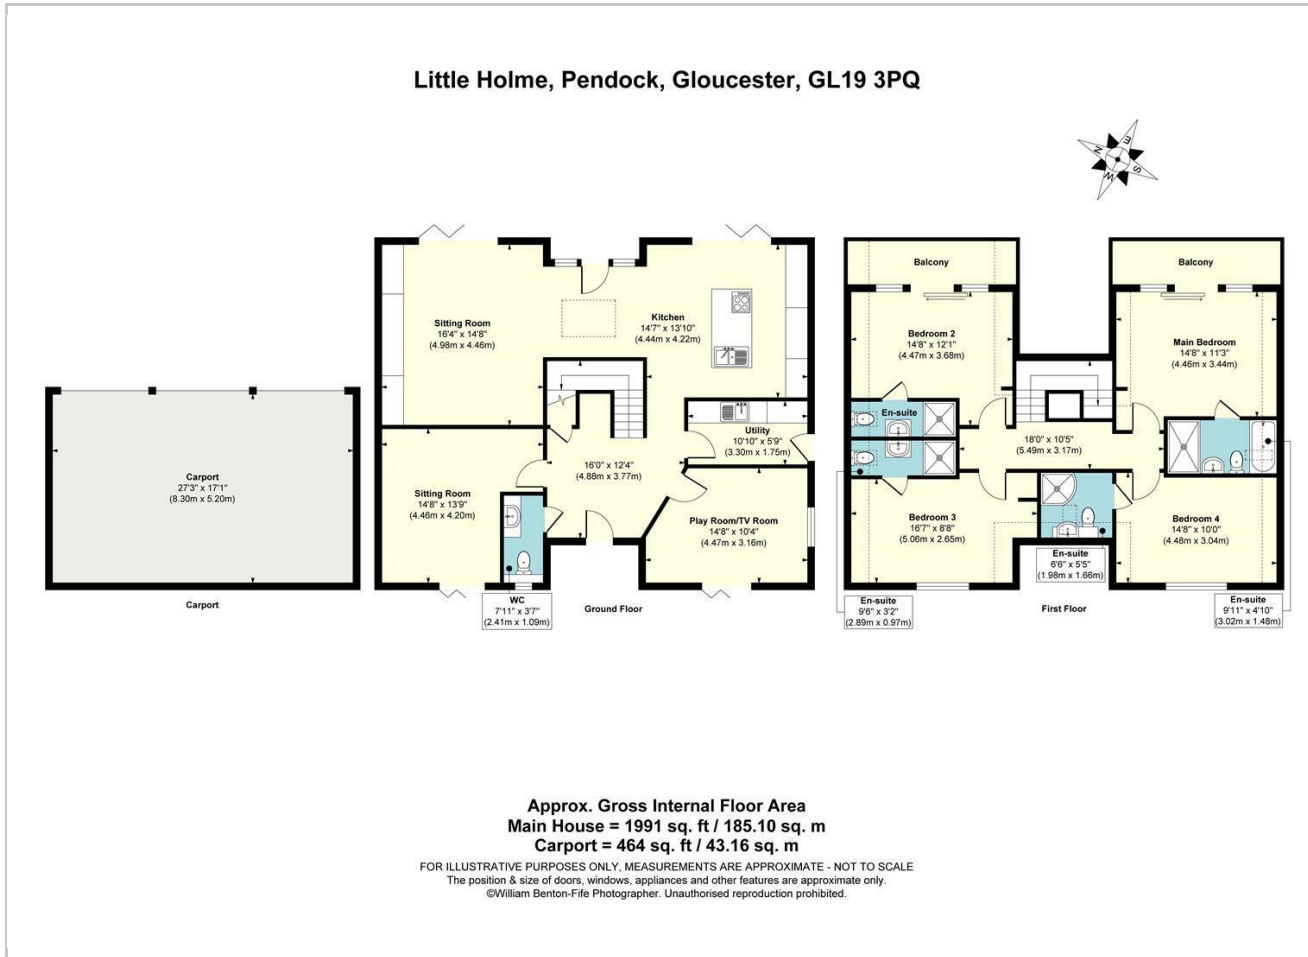 Little Holme, Pendock, Gloucester, GL19 3PQ
N
E
S
W
Sitting Room
16'4" x 14'8"
(4.98m x 4.46m)
Kitchen
14'7" x 13'10"
(4.44m x 4.22m)
Utility
10'10" x 5'9"
(3.30m x 1.75m)
16'0" x 12'4"
(4.88m x 3.77m)
Sitting Room
14'8" x 13'9"
(4.46m x 4.20m)
Play Room/TV Room
14'8" x 10'4"
(4.47m x 3.16m)
WC
7'11" x 3'7"
(2.41m x 1.09m)
Ground Floor
Carport
27'3" x 17'1"
(8.30m x 5.20m)
Carport
Balcony
Balcony
Bedroom 2
14'8" x 12'1"
(4.47m x 3.68m)
Main Bedroom
14'8" x 11'3"
(4.46m x 3.44m)
En-suite
18'0" x 10'5"
(5.49m x 3.17m)
Bedroom 3
16'7" x 8'8"
(5.06m x 2.65m)
Bedroom 4
14'8" x 10'0"
(4.48m x 3.04m)
En-suite
6'6" x 5'5"
(1.98m x 1.66m)
En-suite
9'6" x 3'2"
(2.89m x 0.97m)
First Floor
En-suite
9'11" x 4'10"
(3.02m x 1.48m)
Approx. Gross Internal Floor Area
Main House = 1991 sq. ft / 185.10 sq. m
Carport = 464 sq. ft / 43.16 sq. m
FOR ILLUSTRATIVE PURPOSES ONLY, MEASUREMENTS ARE APPROXIMATE - NOT TO SCALE
The position & size of doors, windows, appliances and other features are approximate only.
©William Benton-Fife Photographer. Unauthorised reproduction prohibited.